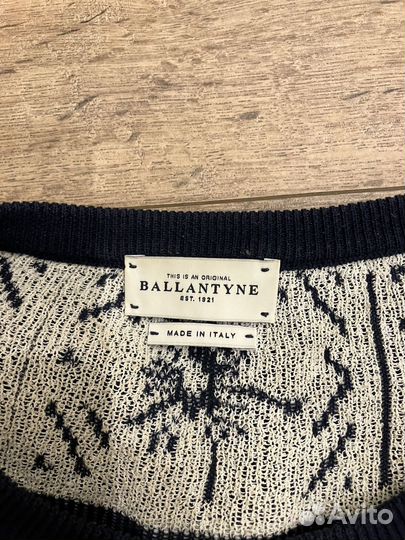 THIS IS AN ORIGINAL
BALLANTYNE
EST. 1921
MADE IN ITALY
Avito